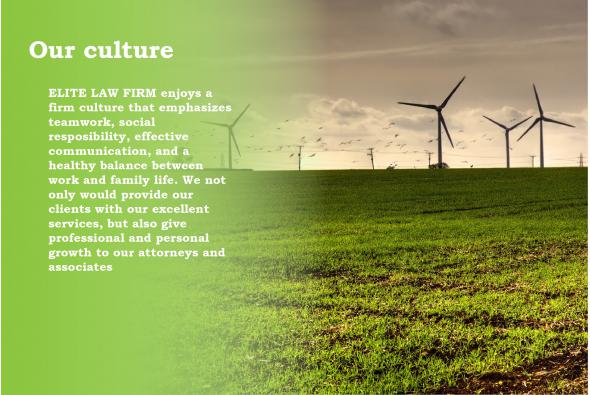 Our culture
ELITE LAW FIRM enjoys a
firm culture that emphasizes
teamwork, social
resposibility, effective
communication, and a
healthy balance between
work and family life. We not
only would provide our
clients with our excellent
services, but also give
professional and personal
growth to our attorneys and
associates